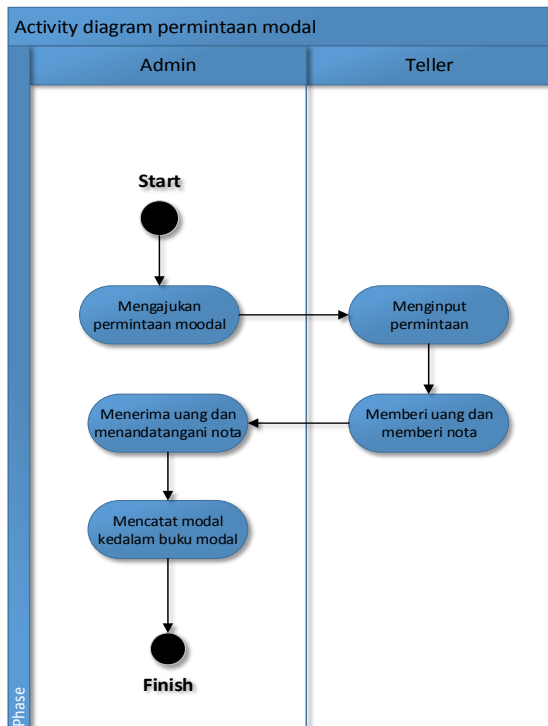 Activity diagram permintaan modal
Admin
Teller
Start
Mengajukan
permintaan moodal
Menginput
permintaan
Menerima uang dan
menandatangani nota
Memberi uang dan
memberi nota
Mencatat modal
kedalam buku modal
Finish
Phase